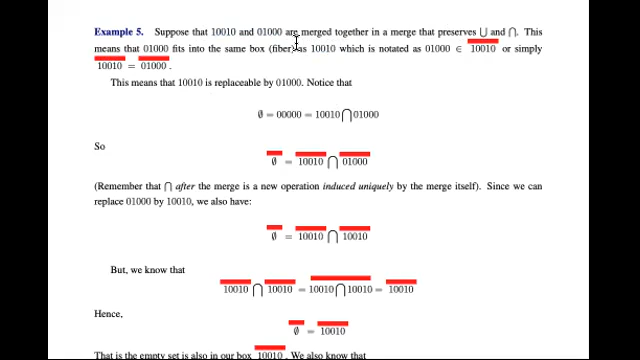 Example 5. Suppose that 10010 and 01000 are merged together in a merge that preserves ⋃ and ⋂. This
means that 01000 fits into the same box (fiber) as 10010 which is notated as 01000 ∈ 10010 or simply
10010 = 01000 .
This means that 10010 is replaceable by 01000. Notice that
∅ = 00000 = 10010 ⋂ 01000
So
∅ = 10010 ⋂ 01000
(Remember that ⋂ after the merge is a new operation induced uniquely by the merge itself). Since we can
replace 01000 by 10010, we also have:
∅ = 10010 ⋂ 10010
But, we know that
10010 ⋂ 10010 = 10010 ⋂ 10010 = 10010
Hence,
∅ = 10010
That is the empty set is also in our box 10010 . We also know that